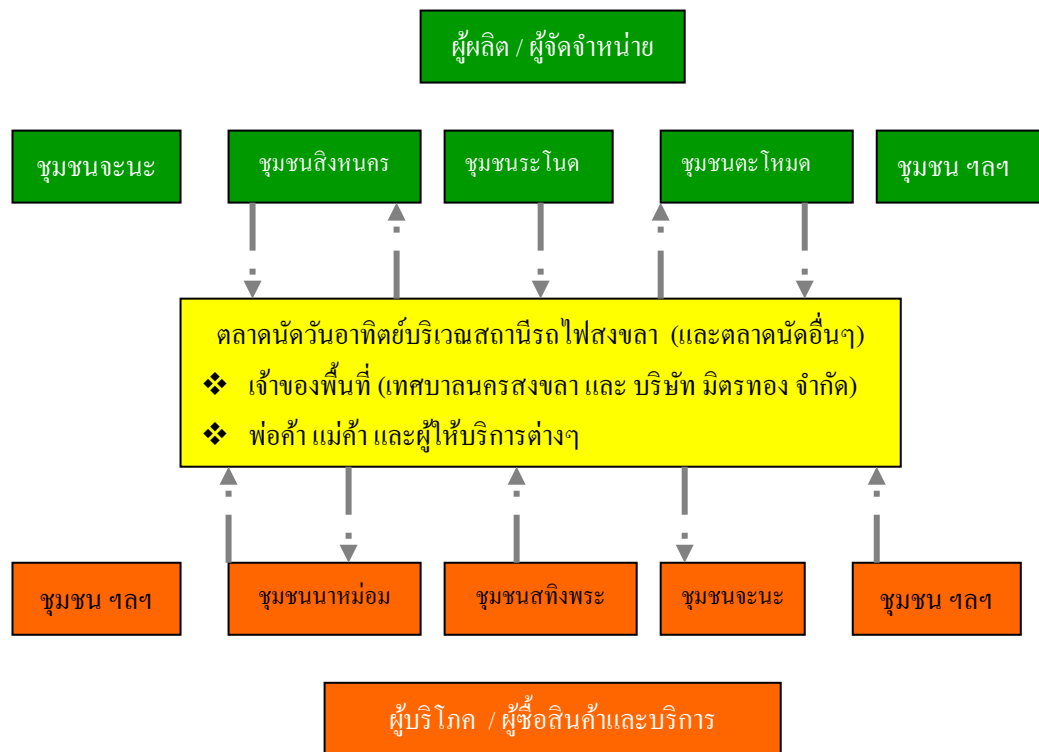 ผู้ผลิต / ผู้จัดจำหน่าย
ชุมชนจะนะ
ชุมชนสิงหนคร
ชุมชนระโนด
ชุมชนตะโหมด
ชุมชน ฯลฯ
ตลาดนัดวันอาทิตย์บริเวณสถานีรถไฟสงขลา (และตลาดนัดอื่นๆ)
❖ เจ้าของพื้นที่ (เทศบาลนครสงขลา และ บริษัท มิตรทอง จำกัด)
❖ พ่อค้า แม่ค้า และผู้ให้บริการต่างๆ
ชุมชน ฯลฯ
ชุมชนนาหม่อม
ชุมชนสทิงพระ
ชุมชนจะนะ
ชุมชน ฯลฯ
ผู้บริโภค / ผู้ซื้อสินค้าและบริการ